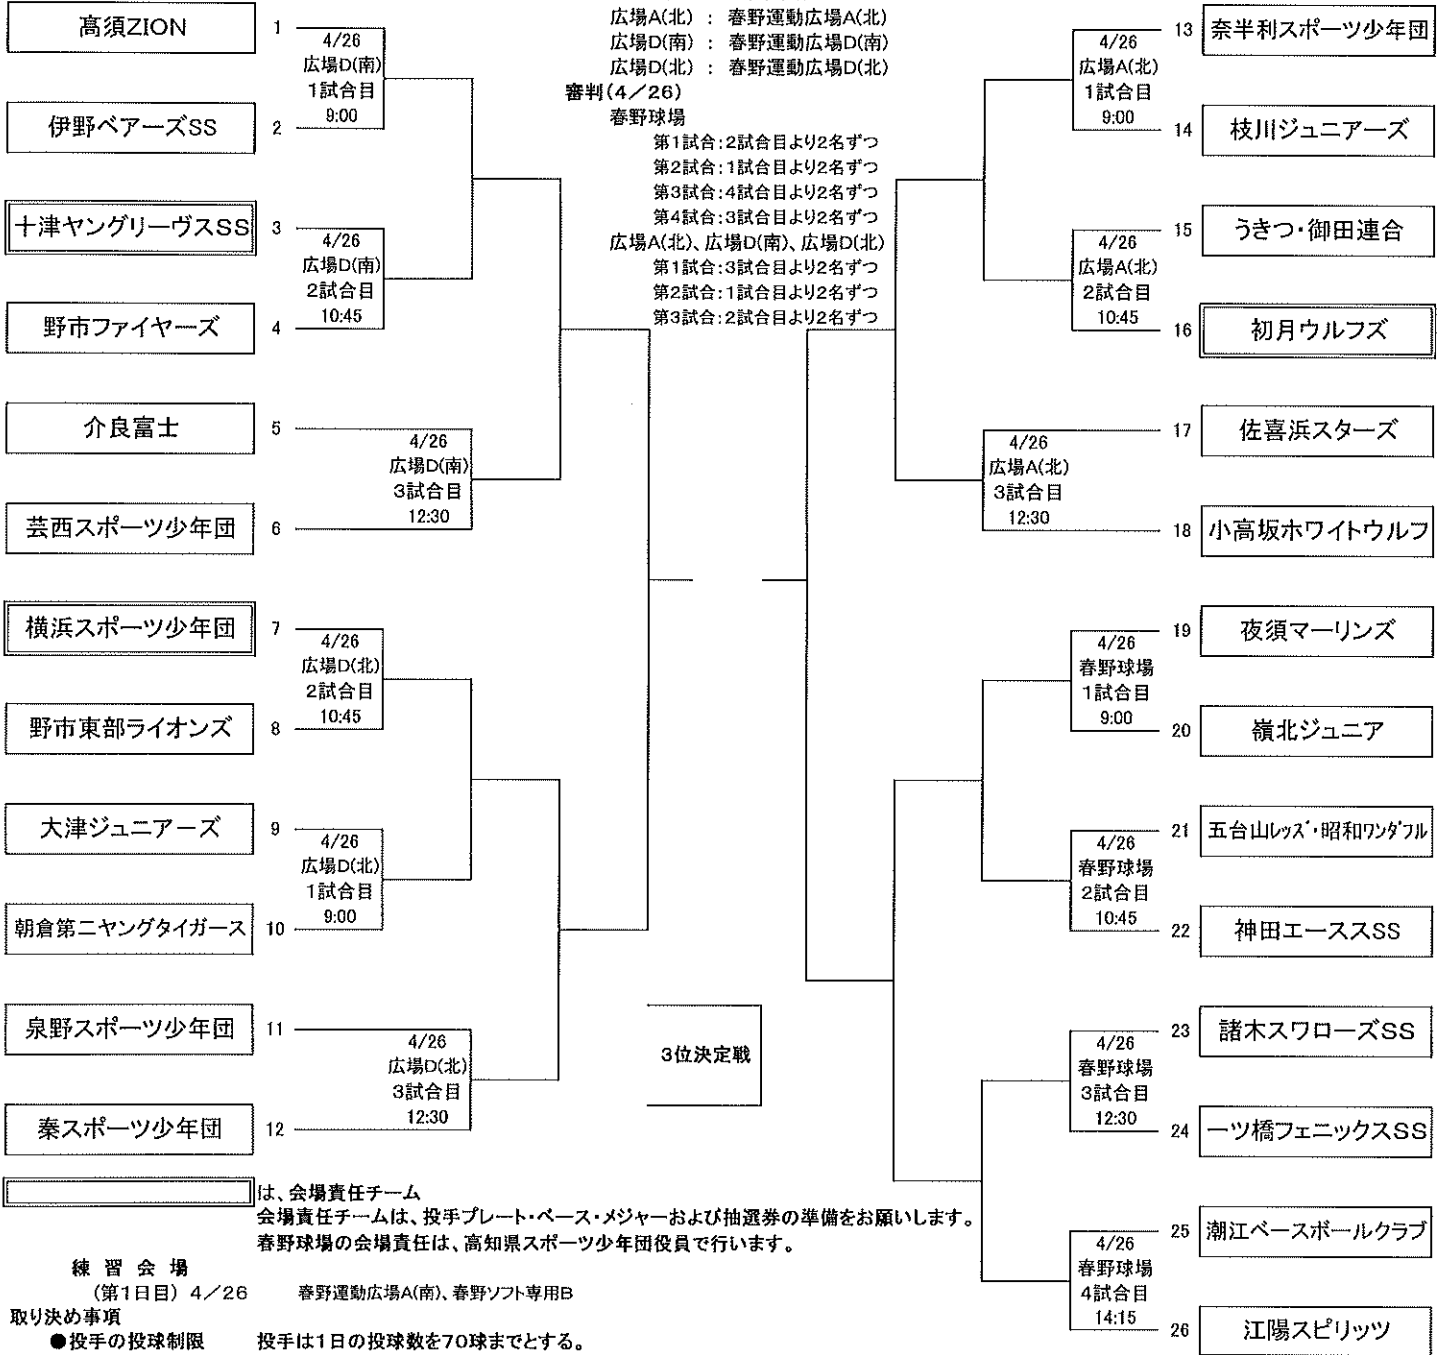 広場A(北) : 春野運動広場A(北)
広場D(南) : 春野運動広場D(南)
広場D(北) : 春野運動広場D(北)
審判(4/26)
春野球場
第1試合:2試合目より2名ずつ
第2試合:1試合目より2名ずつ
第3試合:4試合目より2名ずつ
第4試合:3試合目より2名ずつ
広場A(北)、広場D(南)、広場D(北)
第1試合:3試合目より2名ずつ
第2試合:1試合目より2名ずつ
第3試合:2試合目より2名ずつ
髙須ZION 1
4/26
広場D(南)
1試合目
9:00
伊野ベアーズSS 2
十津ヤングリーヴスSS 3
4/26
広場D(南)
2試合目
10:45
野市ファイヤーズ 4
介良富士 5
4/26
広場D(南)
3試合目
12:30
芸西スポーツ少年団 6
横浜スポーツ少年団 7
4/26
広場D(北)
2試合目
10:45
野市東部ライオンズ 8
大津ジュニアーズ 9
4/26
広場D(北)
1試合目
9:00
朝倉第二ヤングタイガース 10
泉野スポーツ少年団 11
4/26
広場D(北)
3試合目
12:30
秦スポーツ少年団 12
3位決定戦
13 奈半利スポーツ少年団
4/26
広場A(北)
1試合目
9:00
14 枝川ジュニアーズ
15 うきつ・御田連合
4/26
広場A(北)
2試合目
10:45
16 初月ウルフズ
17 佐喜浜スターズ
4/26
広場A(北)
3試合目
12:30
18 小高坂ホワイトウルフ
19 夜須マーリンズ
4/26
春野球場
1試合目
9:00
20 嶺北ジュニア
21 五台山レッズ・昭和ワンダフル
4/26
春野球場
2試合目
10:45
22 神田エーススSS
23 諸木スワローズSS
4/26
春野球場
3試合目
12:30
24 一ツ橋フェニックスSS
25 潮江ベースボールクラブ
4/26
春野球場
4試合目
14:15
26 江陽スピリッツ
は、会場責任チーム
会場責任チームは、投手プレート・ベース・メジャーおよび抽選券の準備をお願いします。
春野球場の会場責任は、高知県スポーツ少年団役員で行います。
練習会場
(第1日目) 4/26 春野運動広場A(南)、春野ソフト専用B
取り決め事項
●投手の投球制限 投手は1日の投球数を70球までとする。